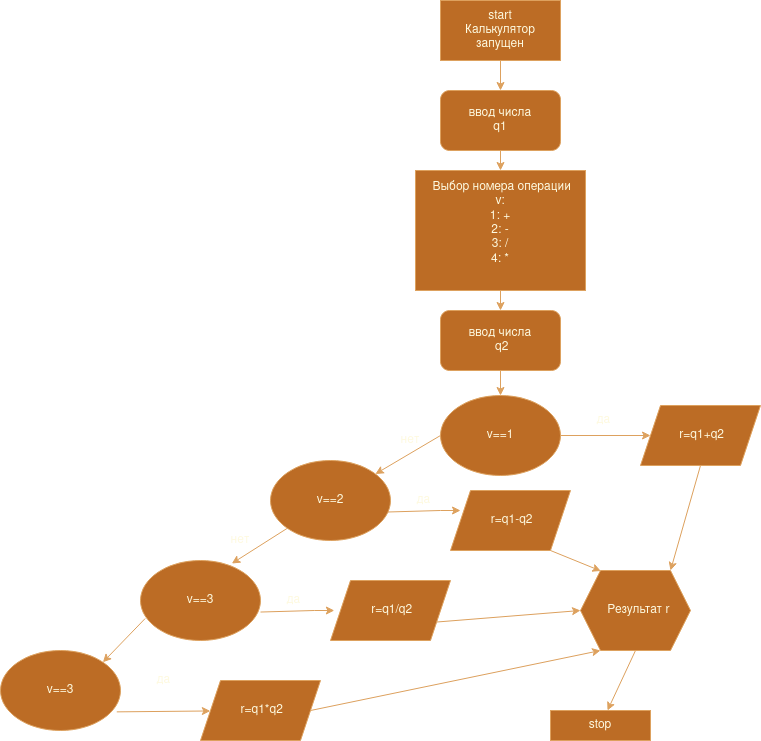 start
Калькулятор
запущен
ввод числа
q1
Выбор номера операции
v:
1: +
2: -
3: /
4: *
ввод числа
q2
v==1
да
r=q1+q2
нет
v==2
да
r=q1-q2
нет
v==3
да
r=q1/q2
Результат r
v==3
да
r=q1*q2
stop